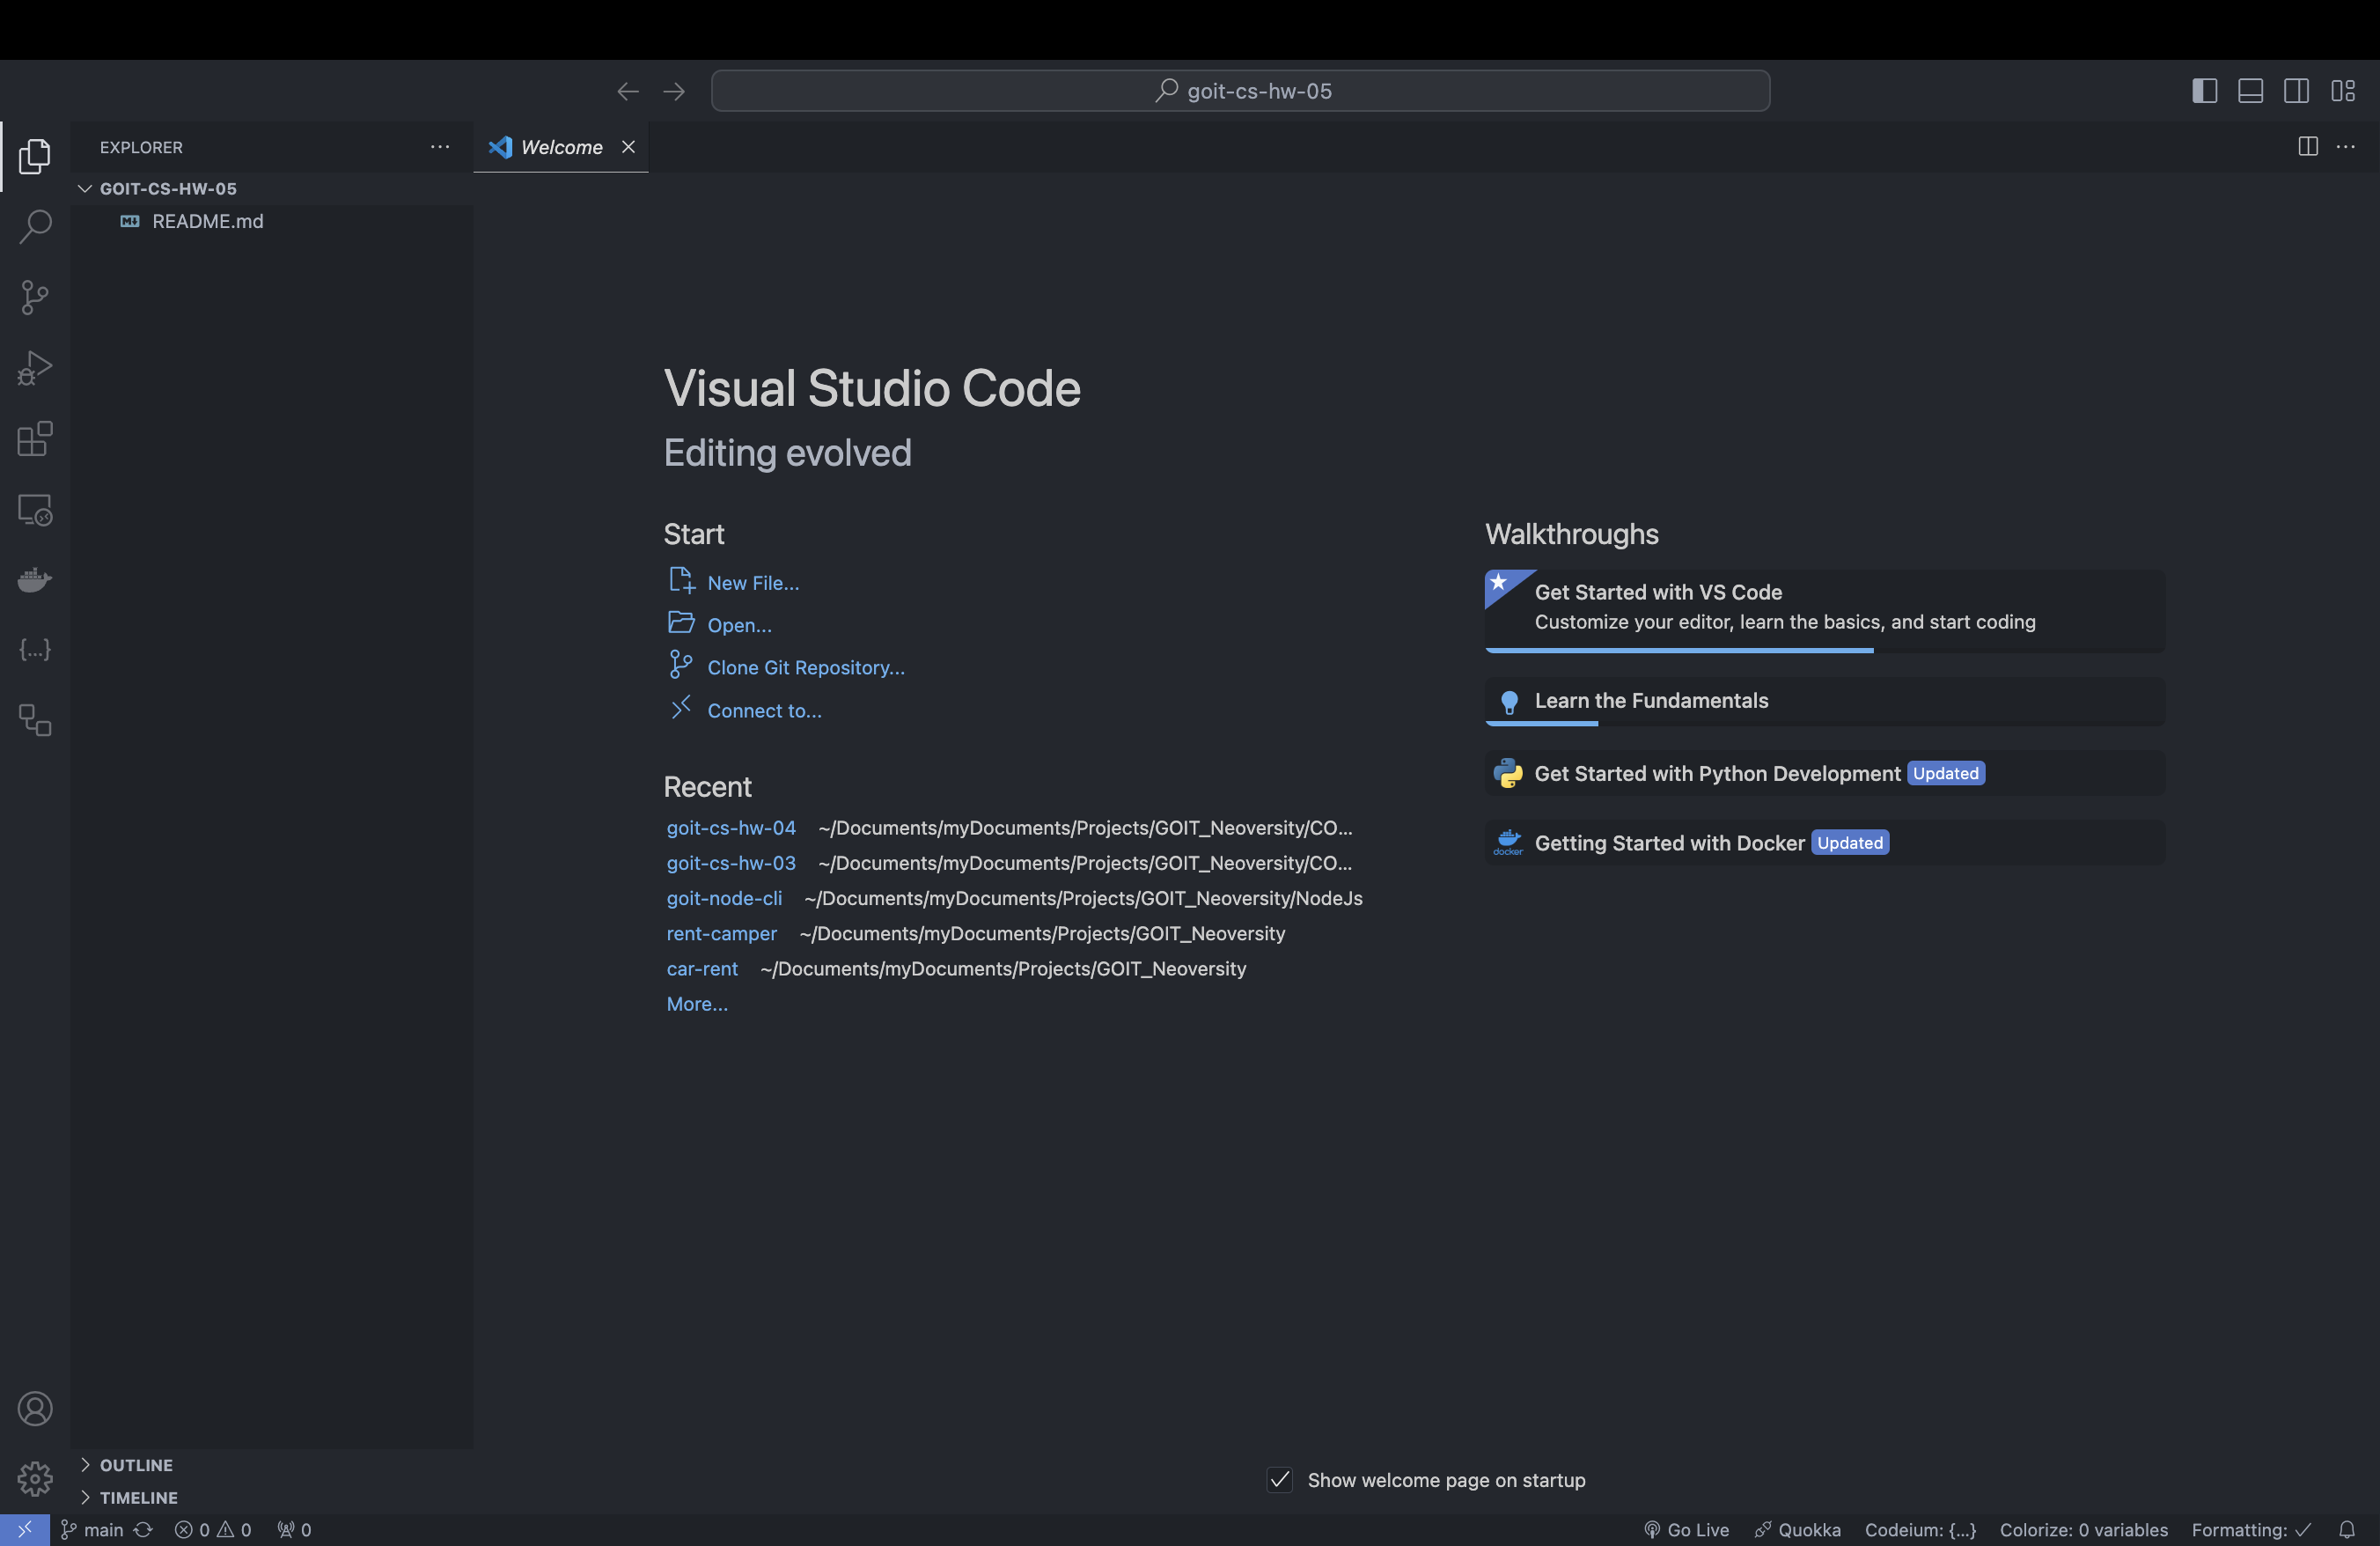 goit-cs-hw-05
EXPLORER
Welcome
GOIT-CS-HW-05
README.md
Visual Studio Code
Editing evolved
Start
New File...
Open...
Clone Git Repository...
Connect to...
Recent
goit-cs-hw-04 ~/Documents/myDocuments/Projects/GOIT_Neoversity/CO...
goit-cs-hw-03 ~/Documents/myDocuments/Projects/GOIT_Neoversity/CO...
goit-node-cli ~/Documents/myDocuments/Projects/GOIT_Neoversity/NodeJs
rent-camper ~/Documents/myDocuments/Projects/GOIT_Neoversity
car-rent ~/Documents/myDocuments/Projects/GOIT_Neoversity
More...
Walkthroughs
Get Started with VS Code
Customize your editor, learn the basics, and start coding
Learn the Fundamentals
Get Started with Python Development Updated
docker
Getting Started with Docker Updated
Show welcome page on startup
OUTLINE
TIMELINE
main 0 0 0 Go Live Quokka Codeium: {...} Colorize: 0 variables Formatting: ✓